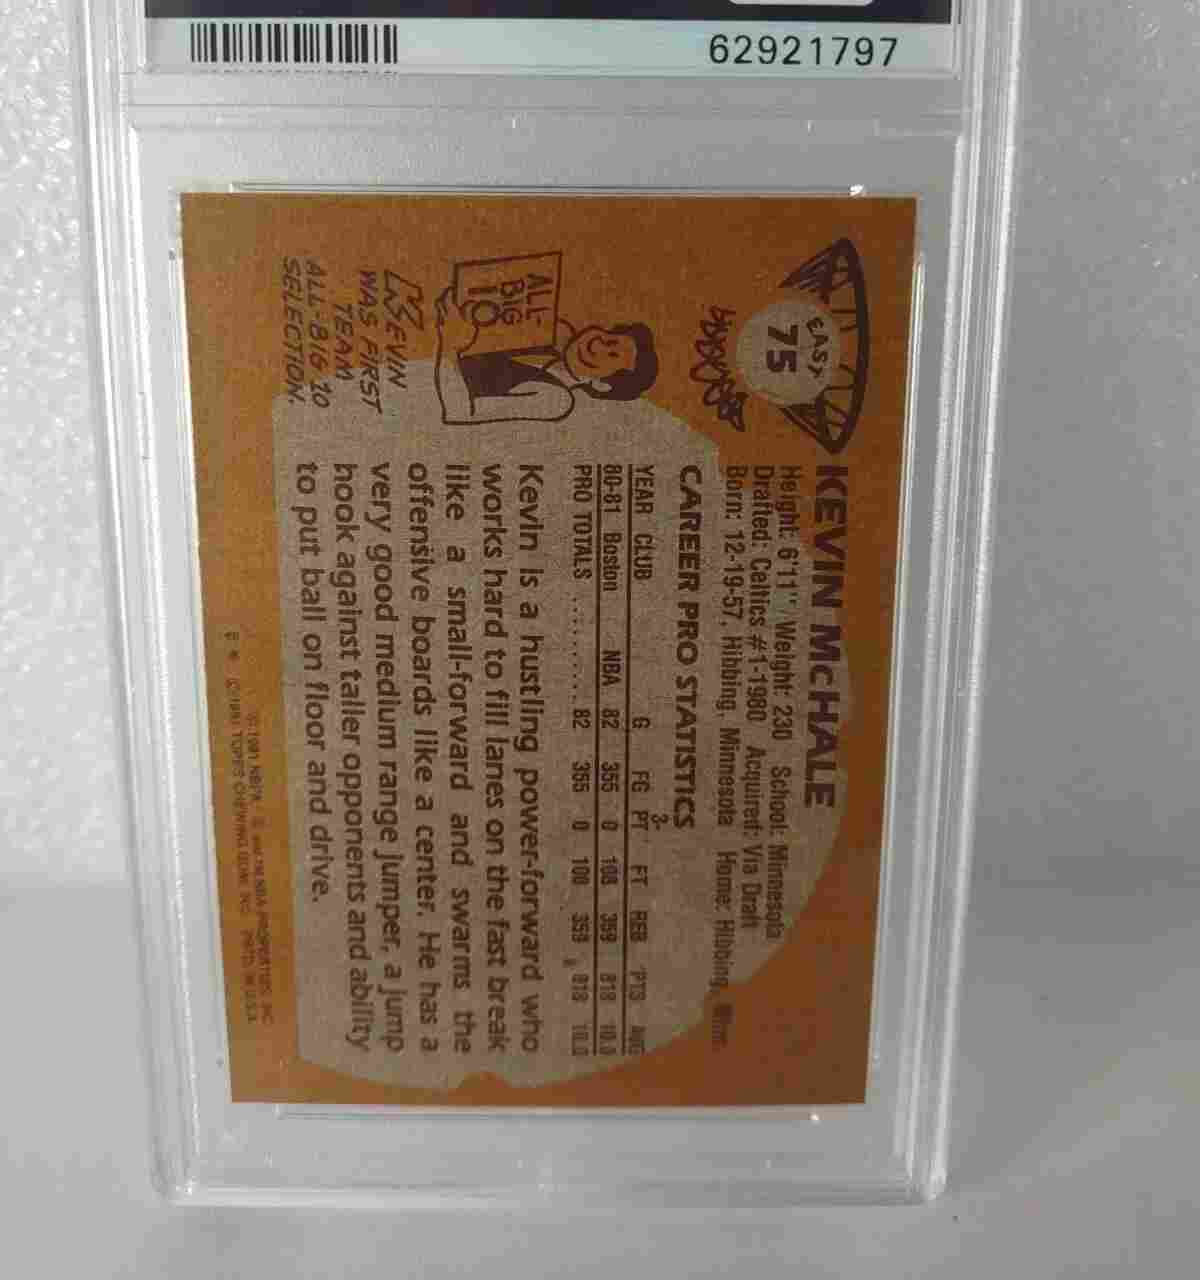 62921797
EAST
75
KEVIN McHALE
Height: 6'11" Weight: 230 School: Minnesota
Drafted: Celtics #1-1980 Acquired: Via Draft
Born: 12-19-57, Hibbing, Minnesota Home: Hibbing, Minn.
CAREER PRO STATISTICS
YEAR CLUB G FG 3-PT FT REB PTS AVG
80-81 Boston NBA 82 355 0 108 359 818 10.0
PRO TOTALS .......... 82 355 0 108 359 818 10.0
Kevin is a hustling power-forward who
works hard to fill lanes on the fast break
like a small-forward and swarms the
offensive boards like a center. He has a
very good medium range jumper, a jump
hook against taller opponents and ability
to put ball on floor and drive.
ALL-
BIG
10
KEVIN
WAS FIRST
TEAM
ALL-BIG 10
SELECTION.
© 1981 NBPA © 1981 NBA PROPERTIES, INC.
© 1981 TOPPS CHEWING GUM, INC. PRTD. IN U.S.A.